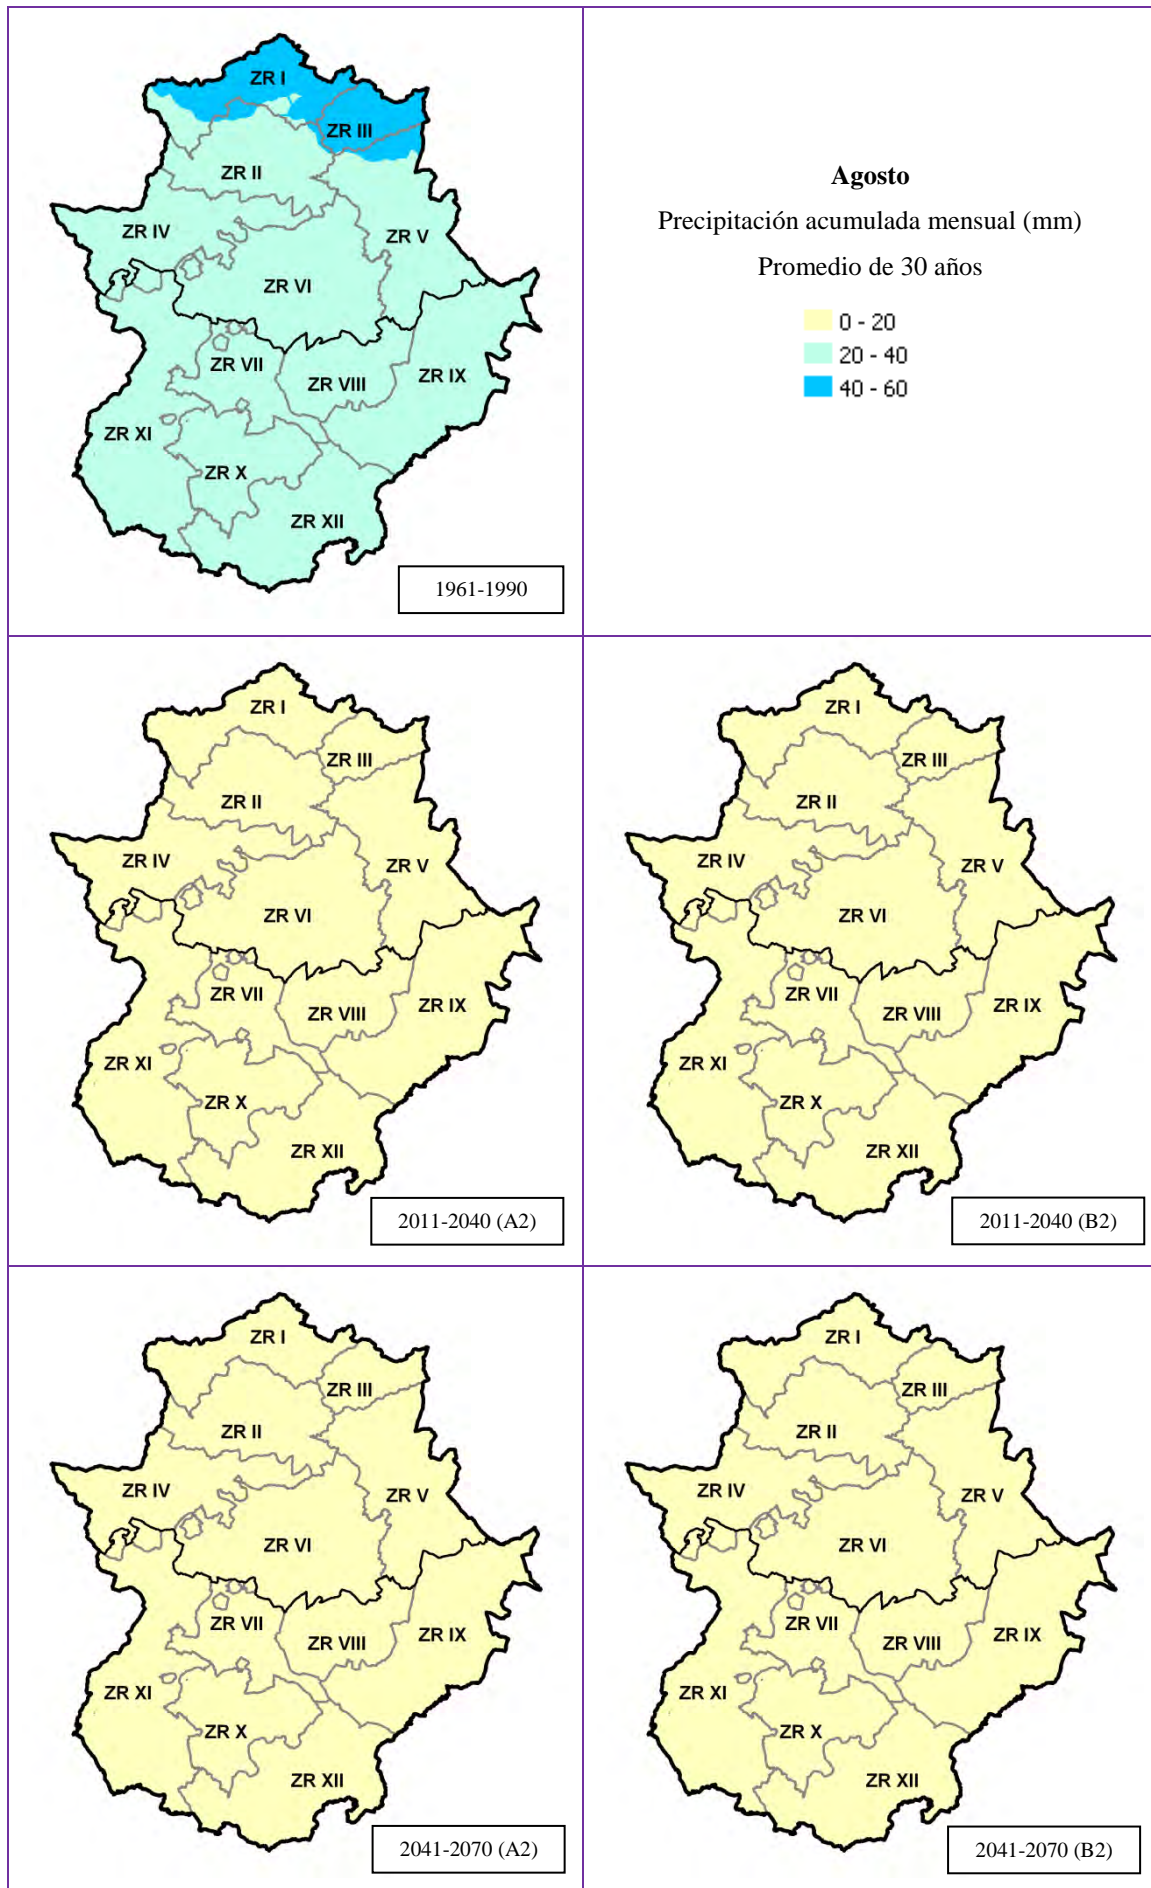 ZR I
ZR III
ZR II
ZR IV
ZR V
ZR VI
ZR VII
ZR VIII
ZR IX
ZR XI
ZR X
ZR XII
1961-1990
Agosto
Precipitación acumulada mensual (mm)
Promedio de 30 años
0 - 20
20 - 40
40 - 60
ZR I
ZR III
ZR II
ZR IV
ZR V
ZR VI
ZR VII
ZR VIII
ZR IX
ZR XI
ZR X
ZR XII
2011-2040 (A2)
ZR I
ZR III
ZR II
ZR IV
ZR V
ZR VI
ZR VII
ZR VIII
ZR IX
ZR XI
ZR X
ZR XII
2011-2040 (B2)
ZR I
ZR III
ZR II
ZR IV
ZR V
ZR VI
ZR VII
ZR VIII
ZR IX
ZR XI
ZR X
ZR XII
2041-2070 (A2)
ZR I
ZR III
ZR II
ZR IV
ZR V
ZR VI
ZR VII
ZR VIII
ZR IX
ZR XI
ZR X
ZR XII
2041-2070 (B2)